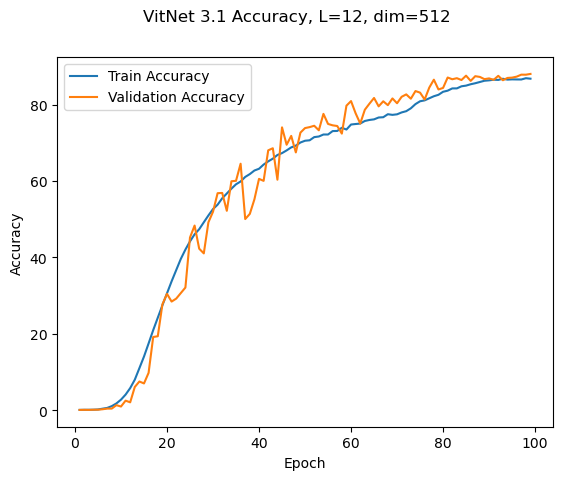 VitNet 3.1 Accuracy, L=12, dim=512
Train Accuracy
Validation Accuracy
Accuracy
80
60
40
20
0
0 20 40 60 80 100
Epoch